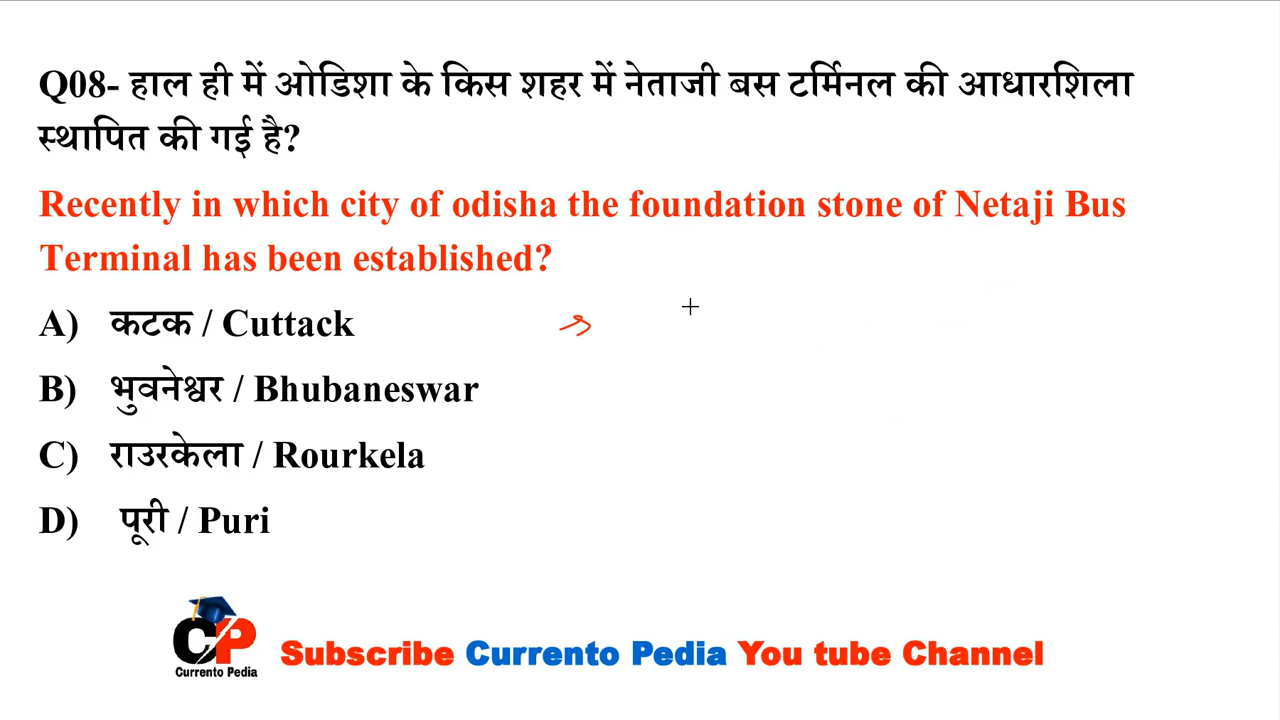 Q08- हाल ही में ओडिशा के किस शहर में नेताजी बस टर्मिनल की आधारशिला
स्थापित की गई है?
Recently in which city of odisha the foundation stone of Netaji Bus
Terminal has been established?
A) कटक / Cuttack
B) भुवनेश्वर / Bhubaneswar
C) राउरकेला / Rourkela
D) पूरी / Puri
CP
Currento Pedia
Subscribe Currento Pedia You tube Channel